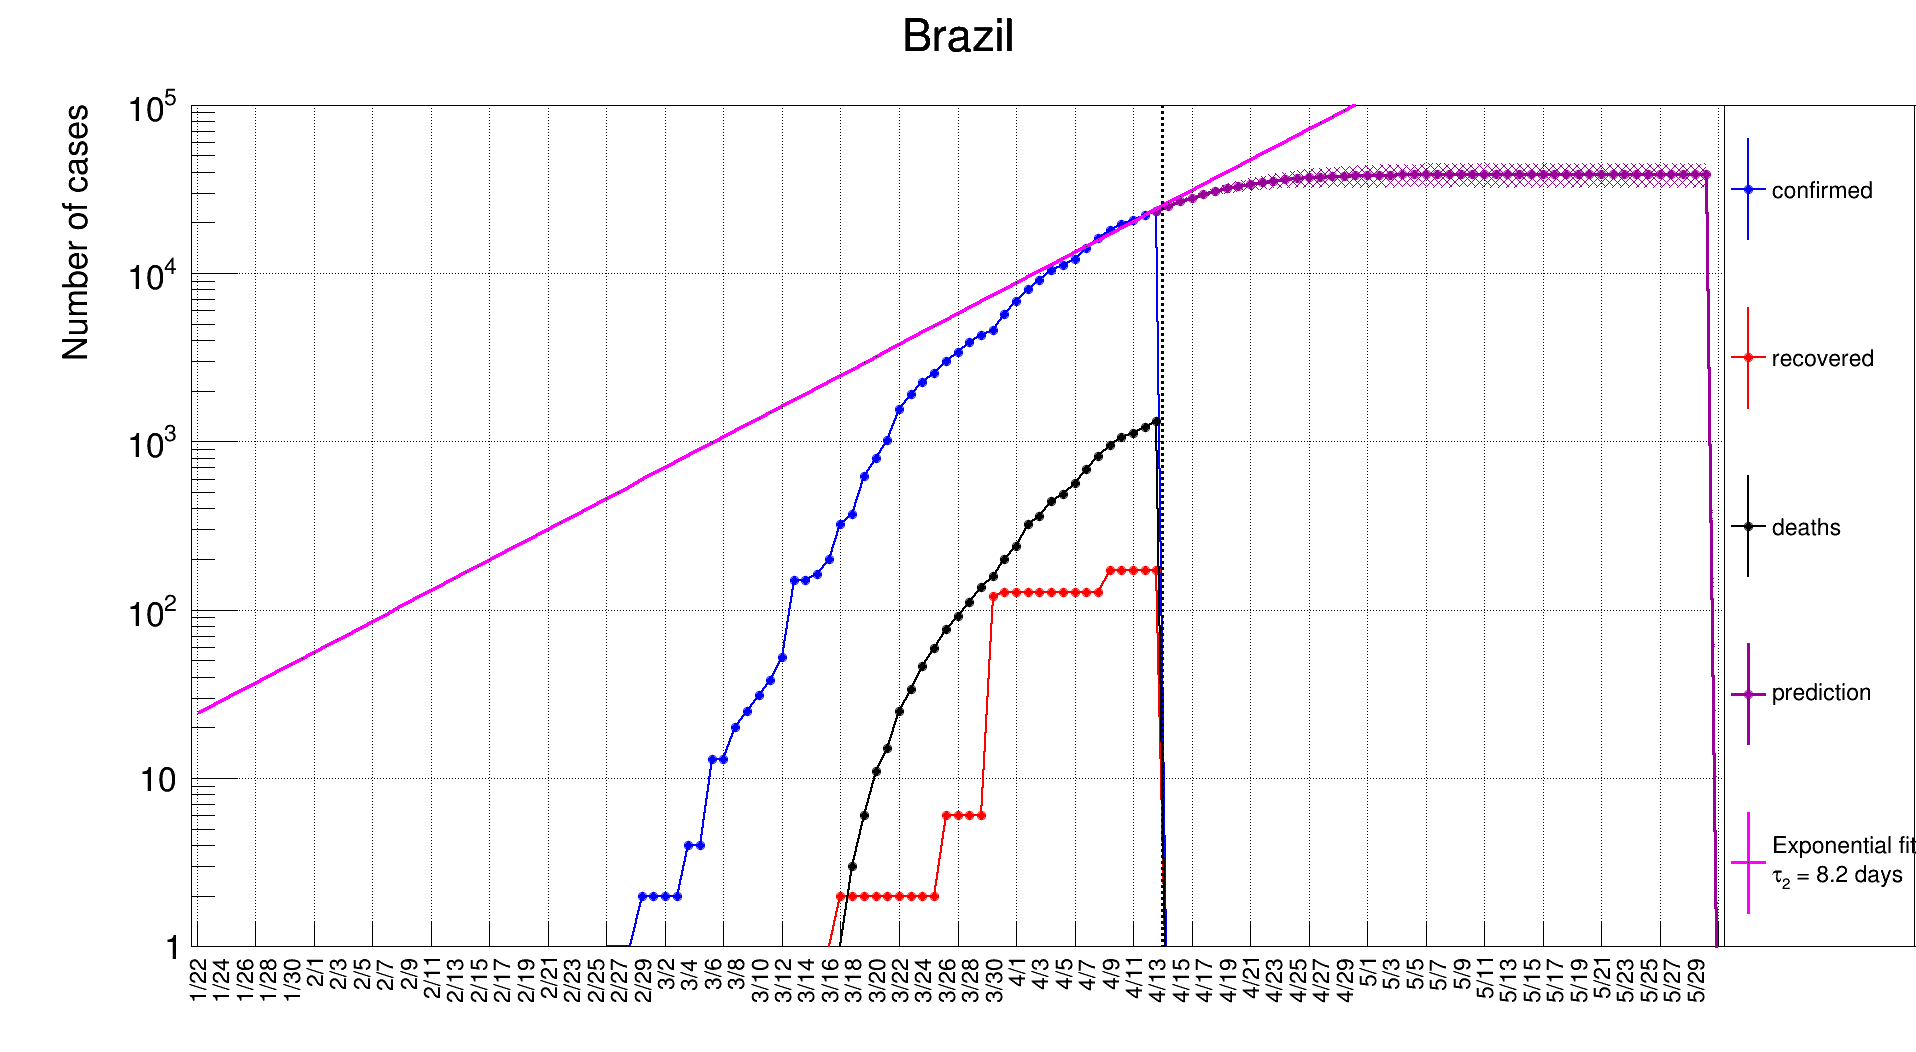 Brazil
Number of cases
10^5
10^4
10^3
10^2
10
1
1/22 1/24 1/26 1/28 1/30 2/1 2/3 2/5 2/7 2/9 2/11 2/13 2/15 2/17 2/19 2/21 2/23 2/25 2/27 2/29 3/2 3/4 3/6 3/8 3/10 3/12 3/14 3/16 3/18 3/20 3/22 3/24 3/26 3/28 3/30 4/1 4/3 4/5 4/7 4/9 4/11 4/13 4/15 4/17 4/19 4/21 4/23 4/25 4/27 4/29 5/1 5/3 5/5 5/7 5/9 5/11 5/13 5/15 5/17 5/19 5/21 5/23 5/25 5/27 5/29
confirmed
recovered
deaths
prediction
Exponential fit
τ₂ = 8.2 days